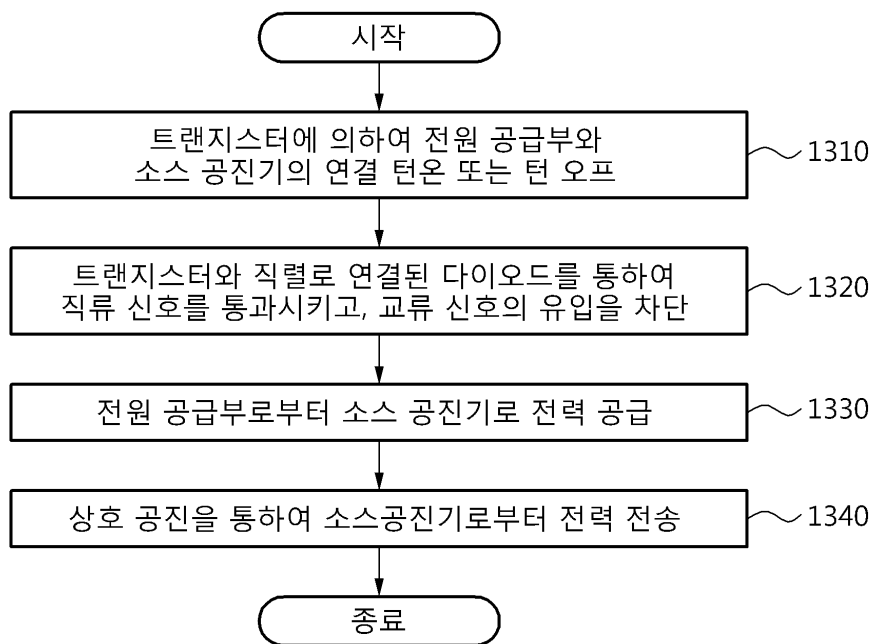 시작
트랜지스터에 의하여 전원 공급부와
소스 공진기의 연결 턴온 또는 턴 오프
1310
트랜지스터와 직렬로 연결된 다이오드를 통하여
직류 신호를 통과시키고, 교류 신호의 유입을 차단
1320
전원 공급부로부터 소스 공진기로 전력 공급
1330
상호 공진을 통하여 소스공진기로부터 전력 전송
1340
종료